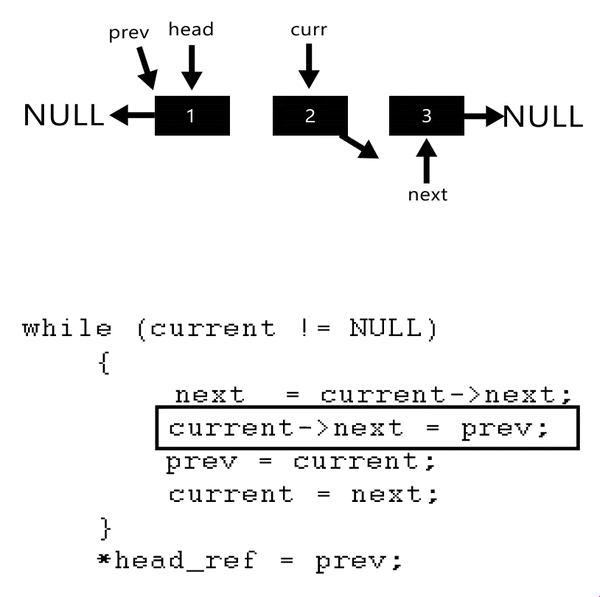 prev head curr
NULL 1 2 3 NULL
next
while (current != NULL)
{
next = current->next;
current->next = prev;
prev = current;
current = next;
}
*head_ref = prev;